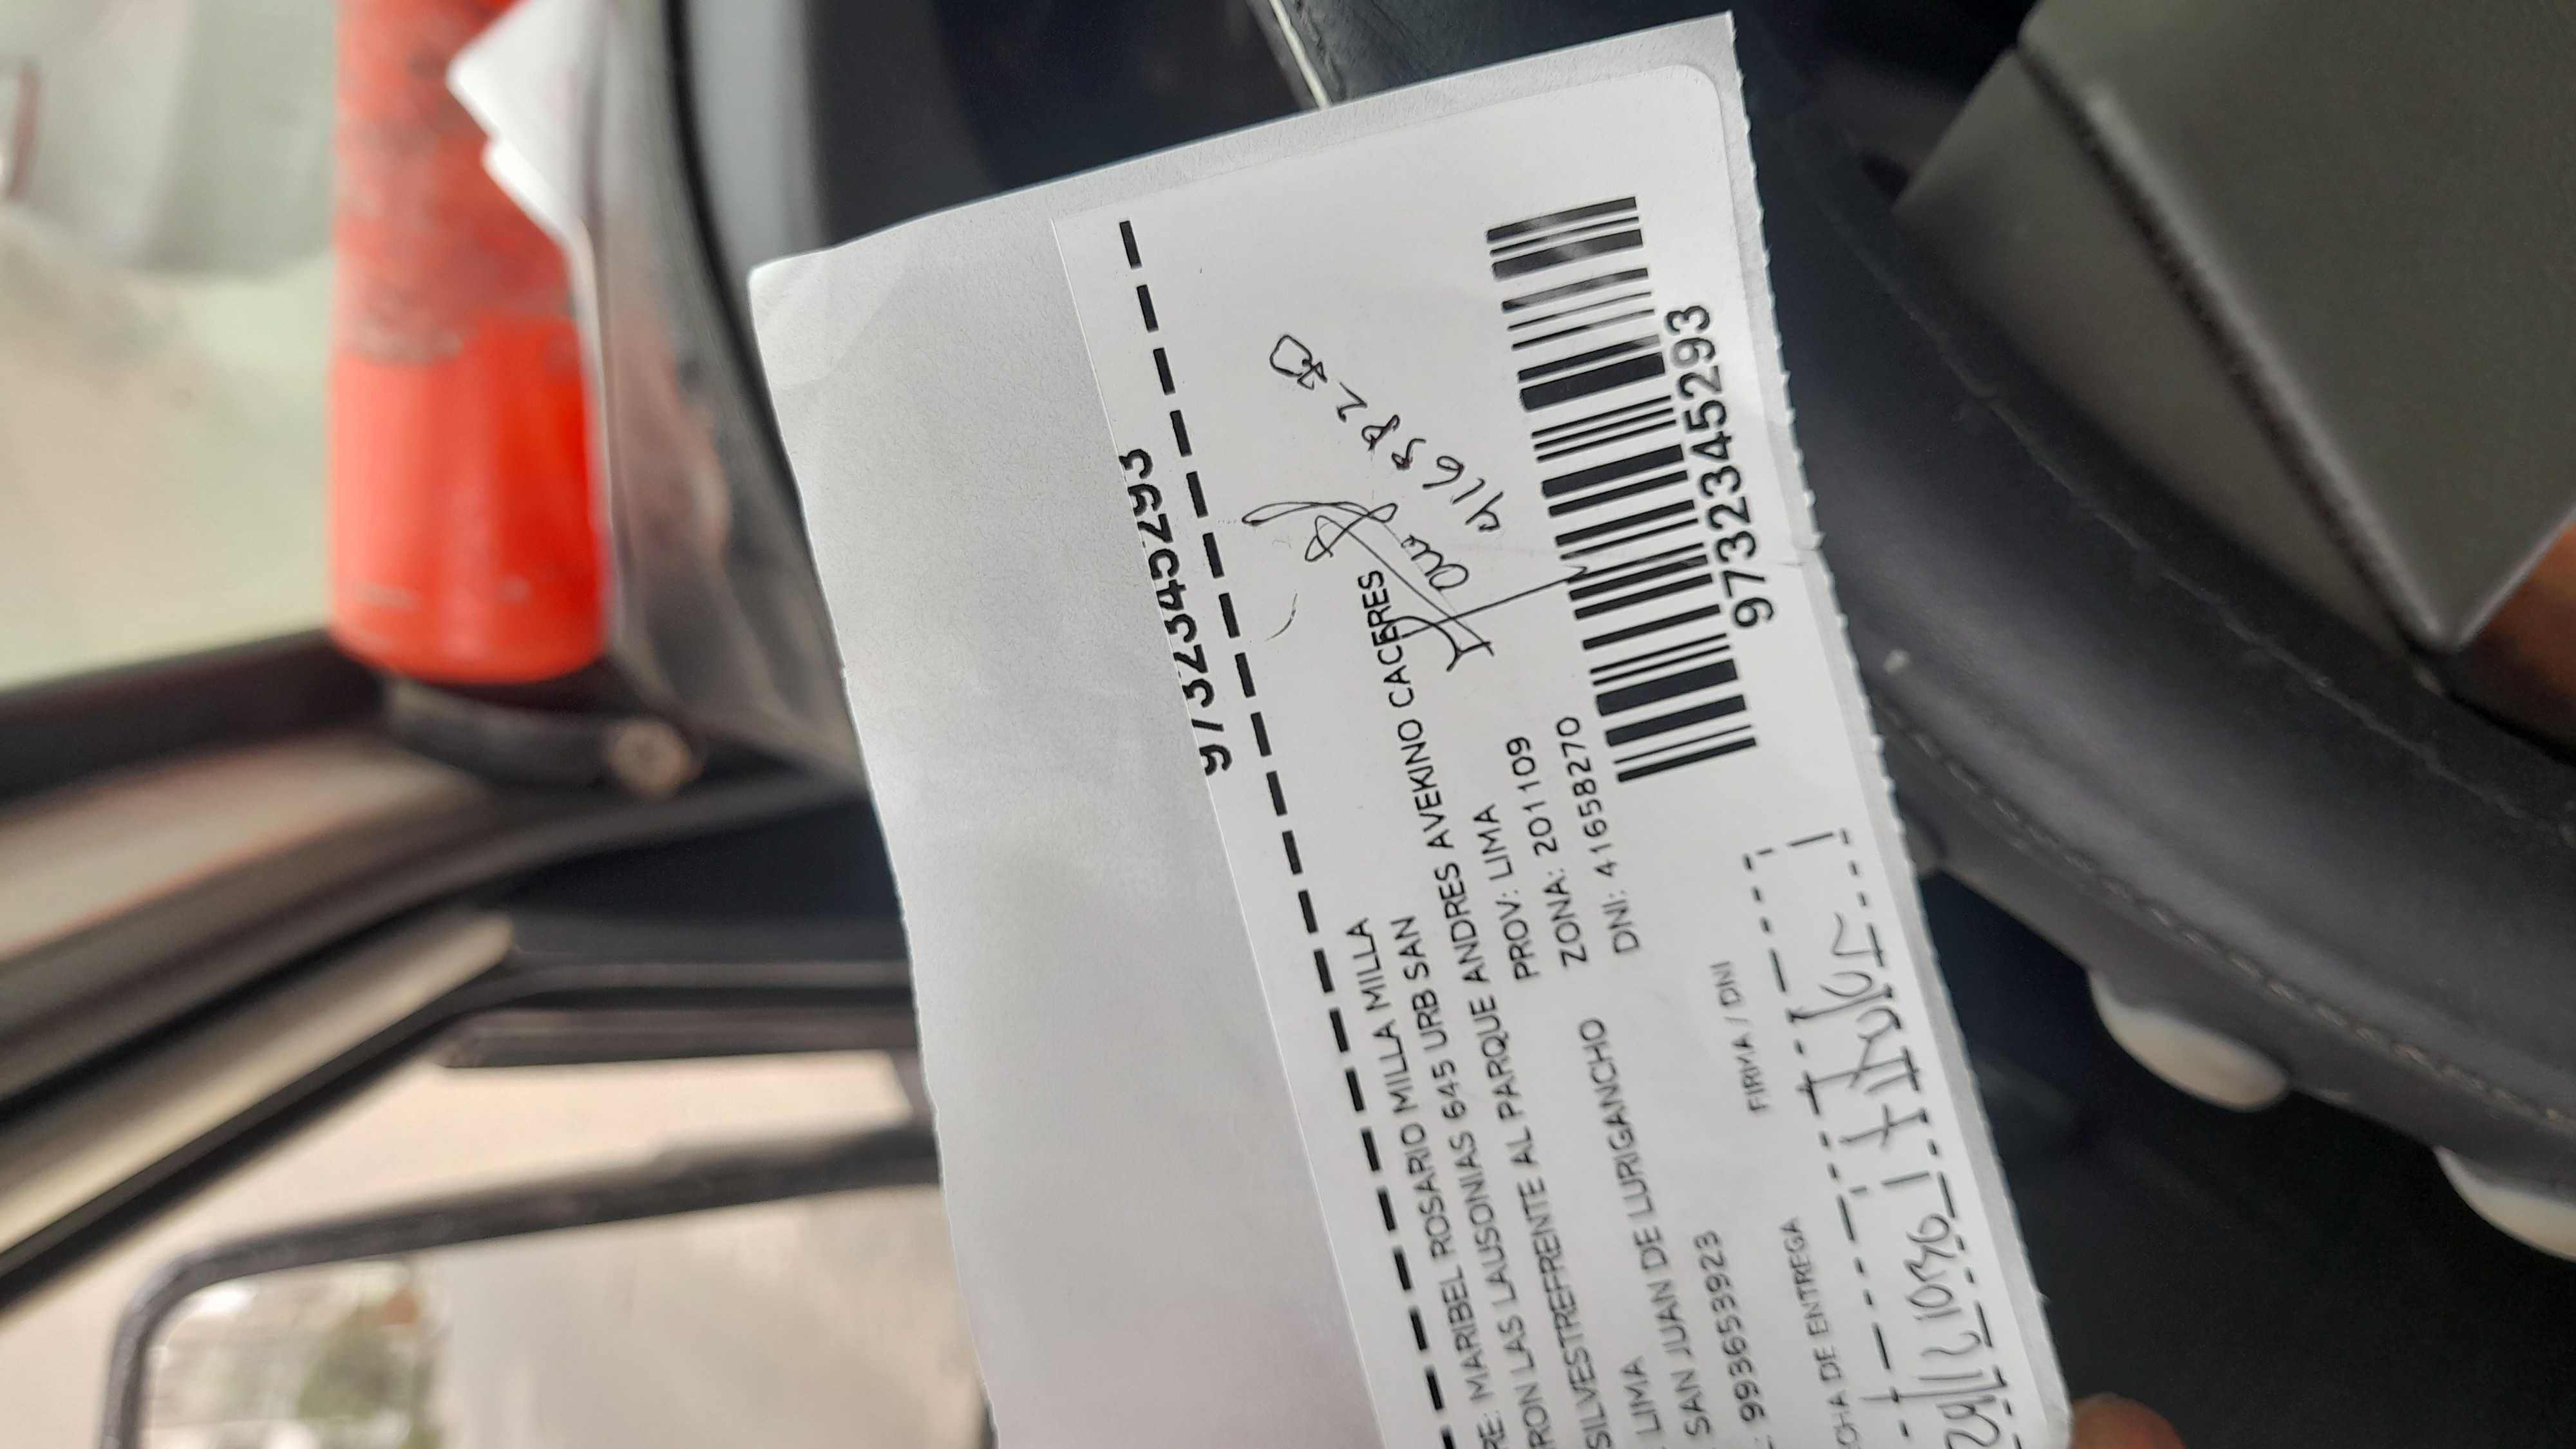 9732345293
RE: MARIBEL ROSARIO MILLA MILLA
RON LAS LAUSONIAS 645 URB SAN
SILVESTREFRENTE AL PARQUE ANDRES AVEKINO CACERES
LIMA PROV: LIMA
SAN JUAN DE LURIGANCHO ZONA: 201109
993653923 DNI: 41658270
41658270
9732345293
CHA DE ENTREGA FIRMA / DNI